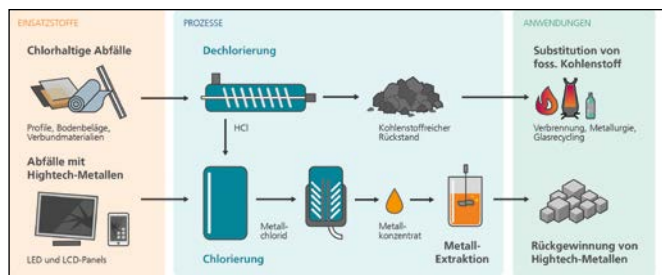 EINSATZSTOFFE
PROZESSE
ANWENDUNGEN
Chlorhaltige Abfälle
Dechlorierung
Substitution von
foss. Kohlenstoff
Profile, Bodenbeläge,
Verbundmaterialien
HCl
Kohlenstoffreicher
Rückstand
Verbrennung, Metallurgie,
Glasrecycling
Abfälle mit
Hightech-Metallen
LED und LCD-Panels
Metall-
chlorid
Chlorierung
Metall-
konzentrat
Metall-
Extraktion
Rückgewinnung von
Hightech-Metallen